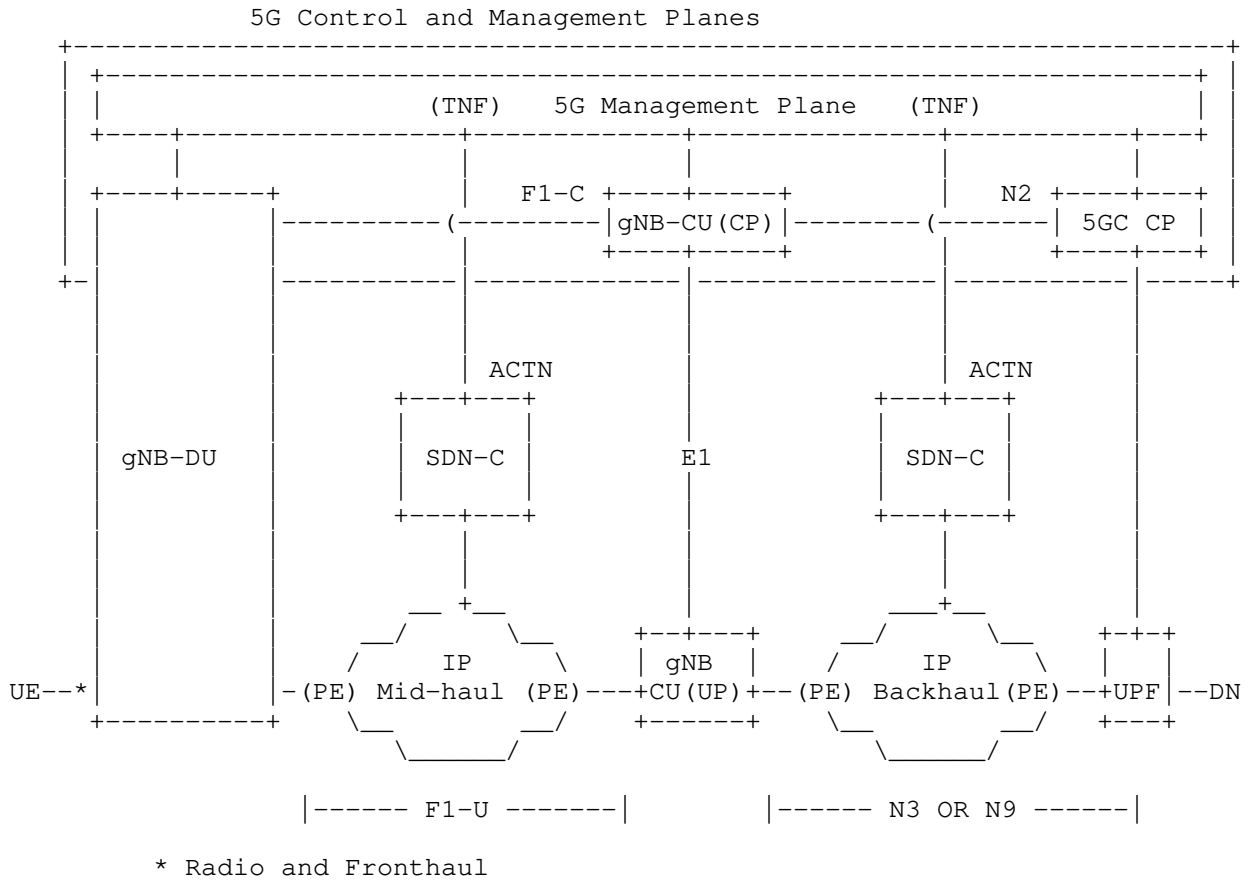 5G Control and Management Planes
(TNF) 5G Management Plane (TNF)
F1-C N2
gNB-CU(CP) 5GC CP
ACTN ACTN
gNB-DU SDN-C E1 SDN-C
IP gNB IP
UE--* (PE) Mid-haul (PE) CU(UP) (PE) Backhaul(PE) UPF --DN
F1-U N3 OR N9
* Radio and Fronthaul